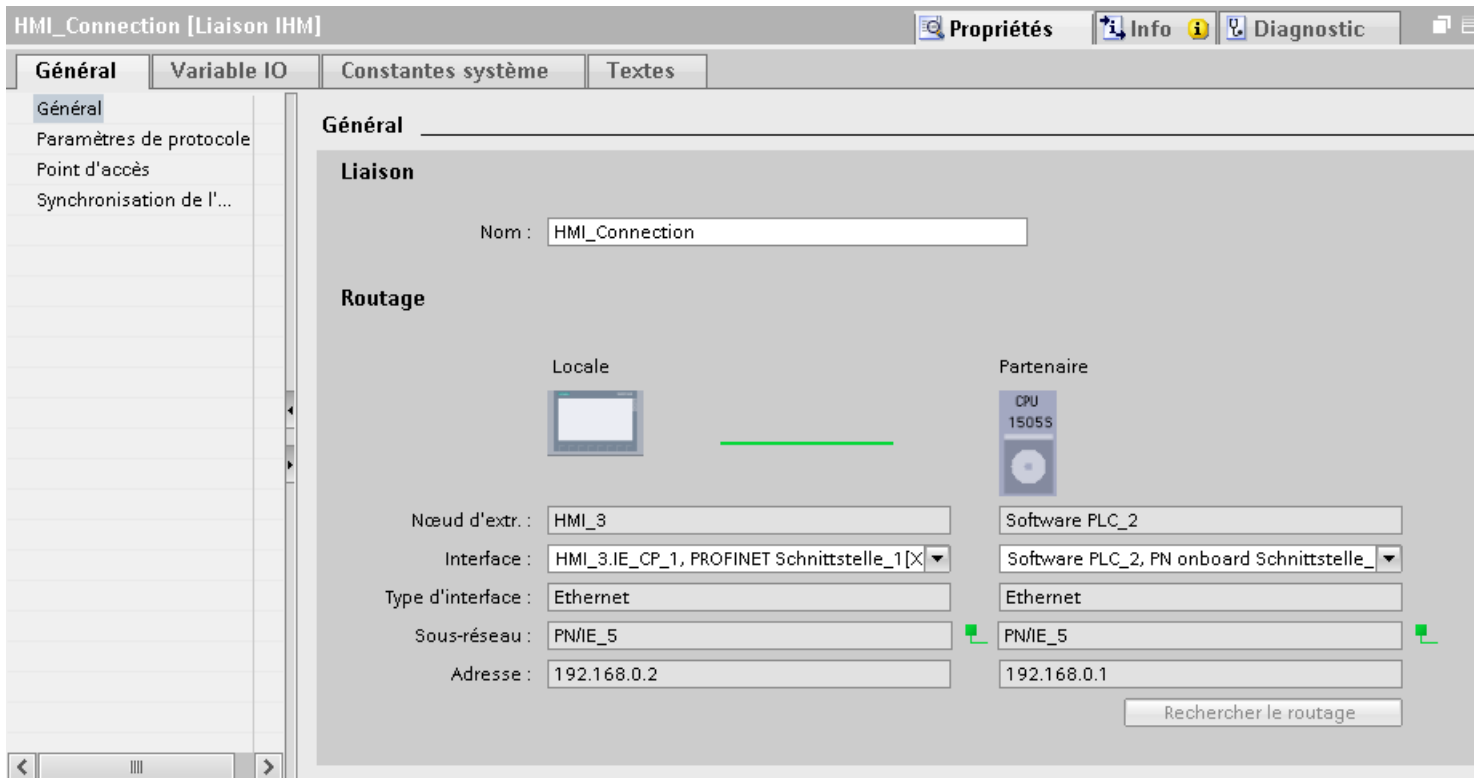 HMI_Connection [Liaison IHM]
Propriétés
Info
Diagnostic
Général
Variable IO
Constantes système
Textes
Général
Paramètres de protocole
Point d'accès
Synchronisation de l'...
Général
Liaison
Nom :
HMI_Connection
Routage
Locale
Partenaire
CPU
1505S
Nœud d'extr. :
HMI_3
Software PLC_2
Interface :
HMI_3.IE_CP_1, PROFINET Schnittstelle_1[X
Software PLC_2, PN onboard Schnittstelle_
Type d'interface :
Ethernet
Ethernet
Sous-réseau :
PN/IE_5
PN/IE_5
Adresse :
192.168.0.2
192.168.0.1
Rechercher le routage